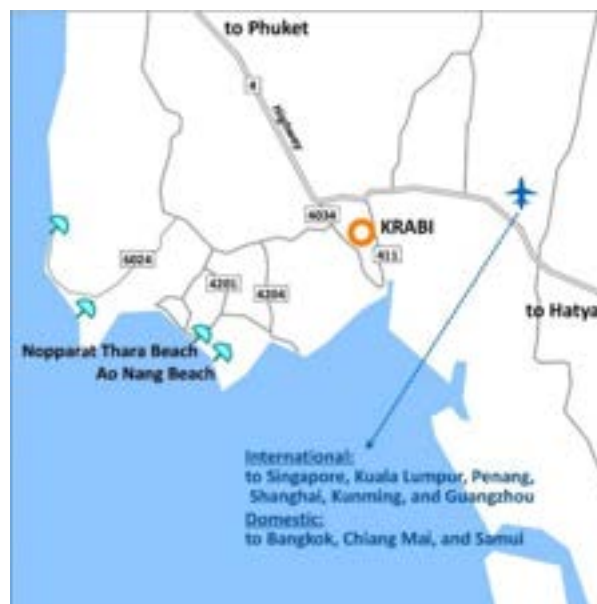 to Phuket
4
Highway
4034
KRABI
411
6024
4201
4204
to Hatya
Nopparat Thara Beach
Ao Nang Beach
International:
to Singapore, Kuala Lumpur, Penang,
Shanghai, Kunming, and Guangzhou
Domestic:
to Bangkok, Chiang Mai, and Samui